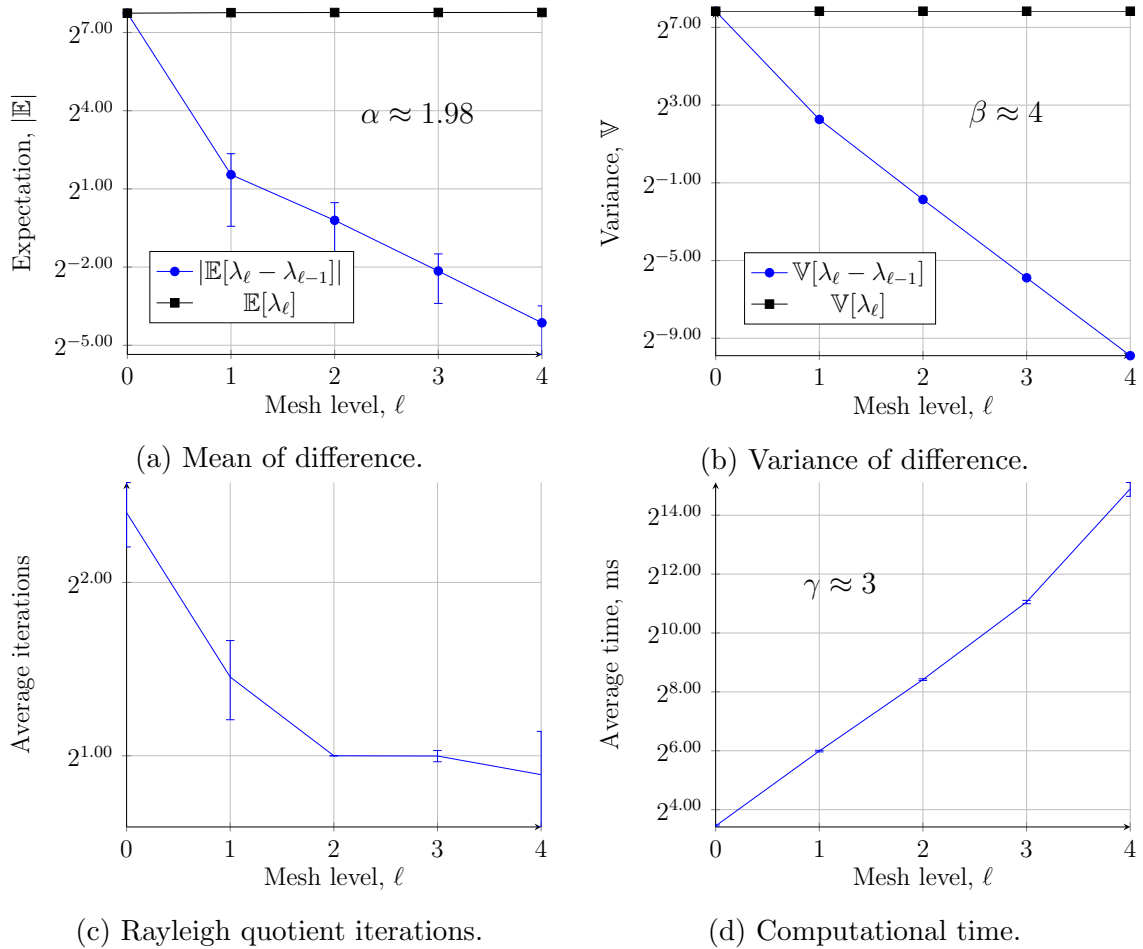 2^7.00
2^4.00
2^1.00
2^−2.00
2^−5.00
Expectation, |𝔼|
α ≈ 1.98
|𝔼[λ_ℓ − λ_{ℓ−1}]|
𝔼[λ_ℓ]
0 1 2 3 4
Mesh level, ℓ
(a) Mean of difference.
2^7.00
2^3.00
2^−1.00
2^−5.00
2^−9.00
Variance, 𝕍
β ≈ 4
𝕍[λ_ℓ − λ_{ℓ−1}]
𝕍[λ_ℓ]
0 1 2 3 4
Mesh level, ℓ
(b) Variance of difference.
2^2.00
2^1.00
Average iterations
0 1 2 3 4
Mesh level, ℓ
(c) Rayleigh quotient iterations.
2^14.00
2^12.00
2^10.00
2^8.00
2^6.00
2^4.00
Average time, ms
γ ≈ 3
0 1 2 3 4
Mesh level, ℓ
(d) Computational time.